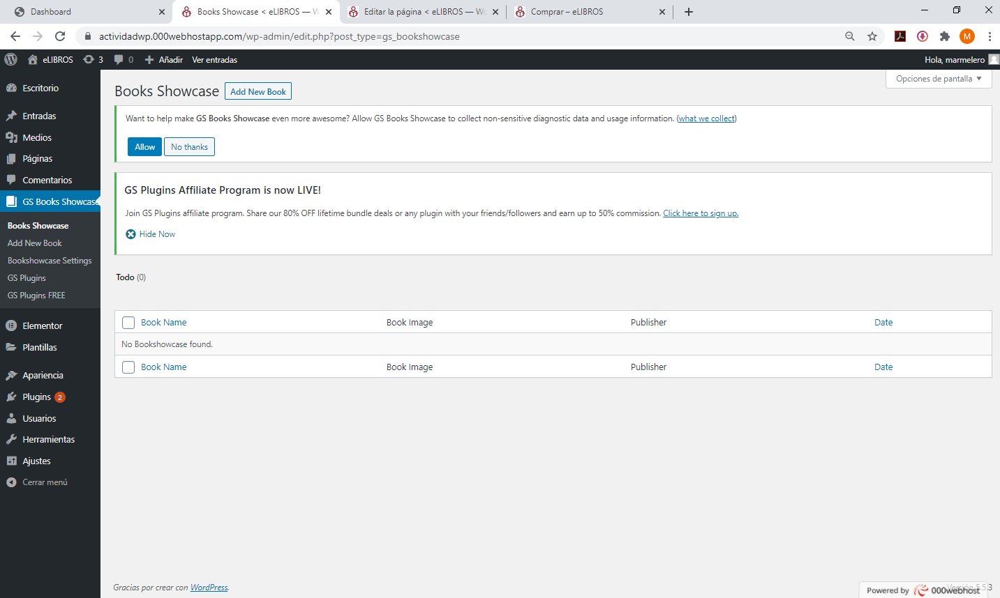 Dashboard
Books Showcase < eLIBROS — W
Editar la página < eLIBROS — Wo
Comprar – eLIBROS
actividadwp.000webhostapp.com/wp-admin/edit.php?post_type=gs_bookshowcase
M
eLIBROS 3 0 Añadir Ver entradas
Hola, marmelero
Opciones de pantalla
Escritorio
Entradas
Medios
Páginas
Comentarios
GS Books Showcase
Books Showcase
Add New Book
Bookshowcase Settings
GS Plugins
GS Plugins FREE
Elementor
Plantillas
Apariencia
Plugins 2
Usuarios
Herramientas
Ajustes
Cerrar menú
Books Showcase Add New Book
Want to help make GS Books Showcase even more awesome? Allow GS Books Showcase to collect non-sensitive diagnostic data and usage information. (what we collect)
Allow No thanks
GS Plugins Affiliate Program is now LIVE!
Join GS Plugins affiliate program. Share our 80% OFF lifetime bundle deals or any plugin with your friends/followers and earn up to 50% commission. Click here to sign up.
Hide Now
Todo (0)
Book Name Book Image Publisher Date
No Bookshowcase found.
Book Name Book Image Publisher Date
Gracias por crear con WordPress.
Versión 5.5.3
Powered by 000webhost